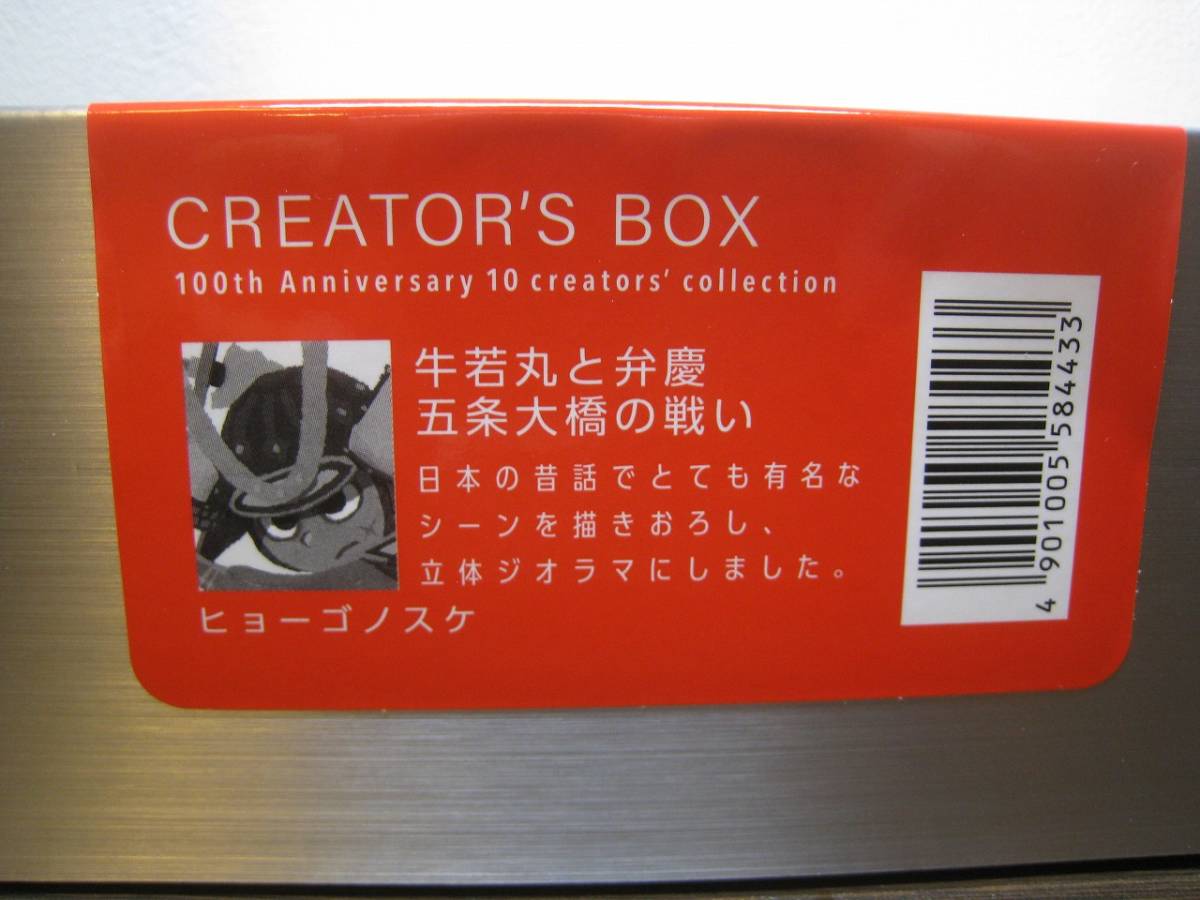 CREATOR'S BOX
100th Anniversary 10 creators' collection
牛若丸と弁慶
五条大橋の戦い
日本の昔話でとても有名な
シーンを描きおろし、
立体ジオラマにしました。
ヒョーゴノスケ
4901005584433